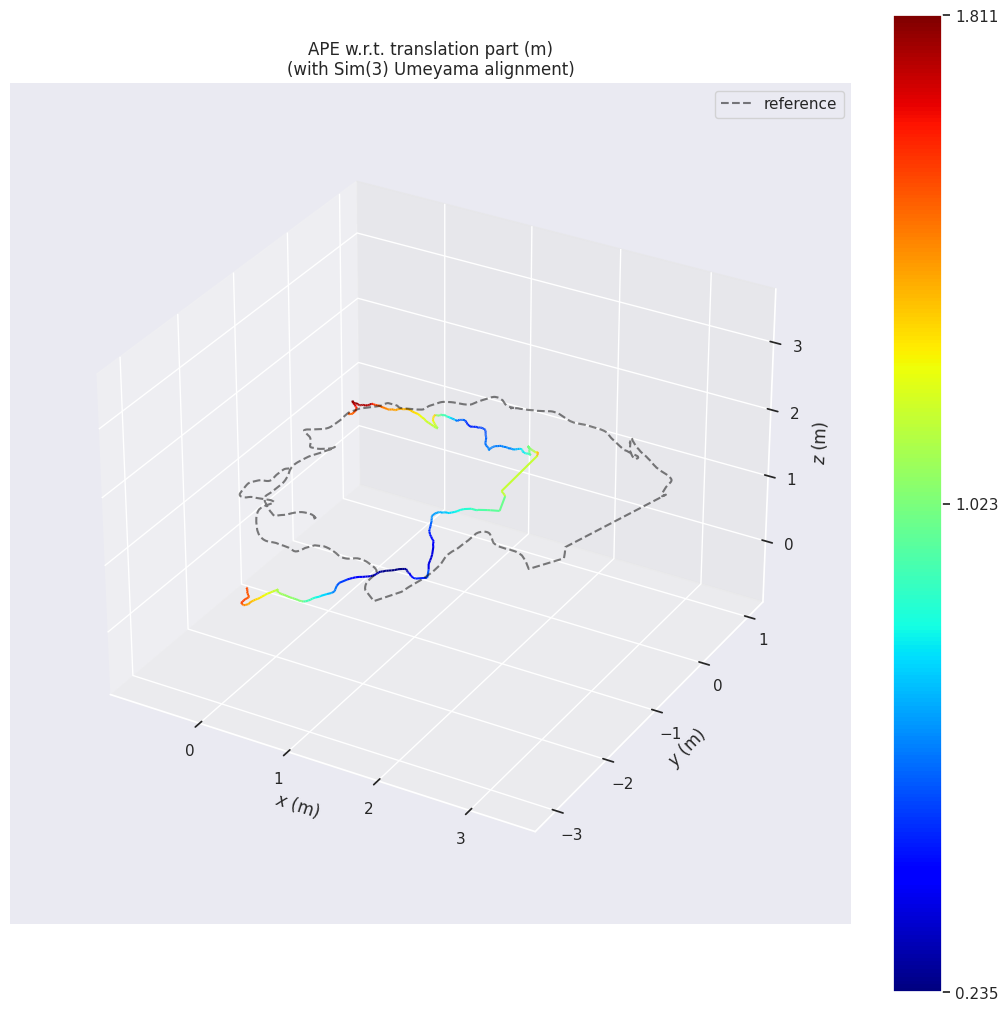 APE w.r.t. translation part (m)
(with Sim(3) Umeyama alignment)
reference
1.811
1.023
0.235
3
2
1
0
z (m)
1
0
−1
−2
−3
y (m)
0
1
2
3
x (m)